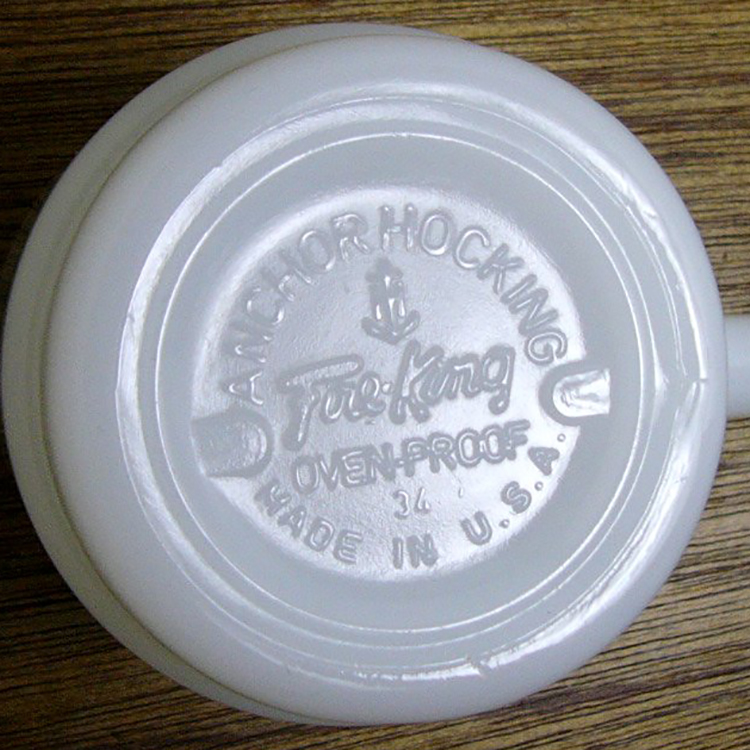 ANCHOR HOCKING
Fire-King
OVEN-PROOF
34
MADE IN U.S.A.